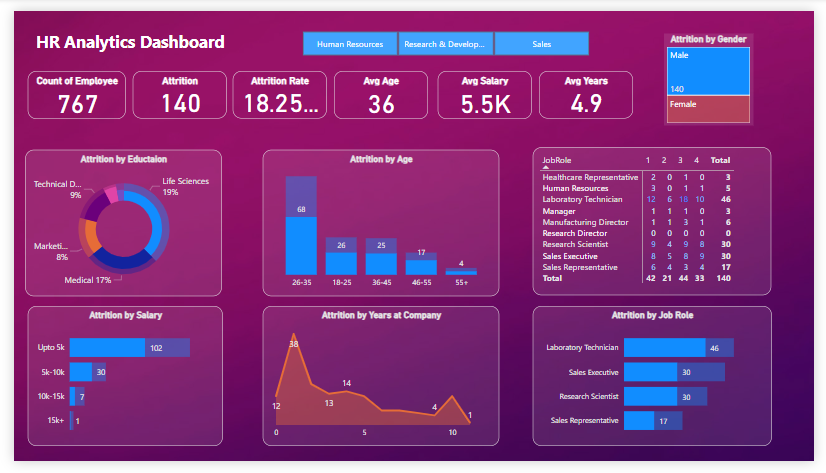 HR Analytics Dashboard
Human Resources
Research & Develop...
Sales
Attrition by Gender
Male
140
Female
Count of Employee
767
Attrition
140
Attrition Rate
18.25...
Avg Age
36
Avg Salary
5.5K
Avg Years
4.9
Attrition by Eductaion
Life Sciences
19%
Technical D...
9%
Marketi...
8%
Medical 17%
Attrition by Age
68
26
25
17
4
26-35 18-25 36-45 46-55 55+
JobRole 1 2 3 4 Total
Healthcare Representative 2 0 1 0 3
Human Resources 3 0 1 1 5
Laboratory Technician 12 6 18 10 46
Manager 1 1 1 0 3
Manufacturing Director 1 1 3 1 6
Research Director 0 0 0 0 0
Research Scientist 9 4 9 8 30
Sales Executive 8 5 8 9 30
Sales Representative 6 4 3 4 17
Total 42 21 44 33 140
Attrition by Salary
Upto 5k 102
5k-10k 30
10k-15k 7
15k+ 1
Attrition by Years at Company
38
12
13
14
4
1
0 5 10
Attrition by Job Role
Laboratory Technician 46
Sales Executive 30
Research Scientist 30
Sales Representative 17